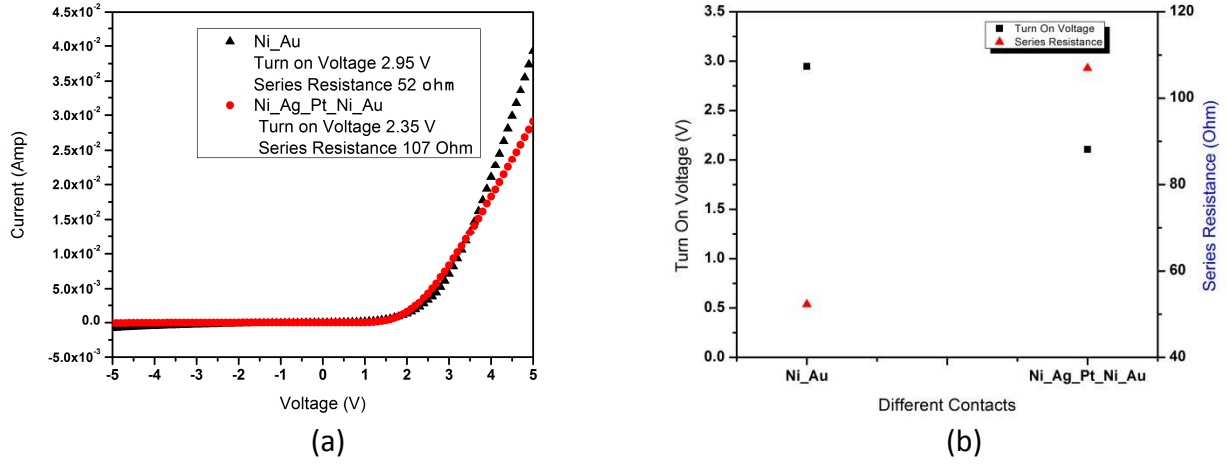 4.5x10⁻²
4.0x10⁻²
3.5x10⁻²
3.0x10⁻²
2.5x10⁻²
2.0x10⁻²
1.5x10⁻²
1.0x10⁻²
5.0x10⁻³
0.0
-5.0x10⁻³
Current (Amp)
Ni_Au
Turn on Voltage 2.95 V
Series Resistance 52 ohm
Ni_Ag_Pt_Ni_Au
Turn on Voltage 2.35 V
Series Resistance 107 Ohm
-5 -4 -3 -2 -1 0 1 2 3 4 5
Voltage (V)
(a)
3.5
3.0
2.5
2.0
1.5
1.0
0.5
0.0
Turn On Voltage (V)
Turn On Voltage
Series Resistance
120
100
80
60
40
Series Resistance (Ohm)
Ni_Au Ni_Ag_Pt_Ni_Au
Different Contacts
(b)